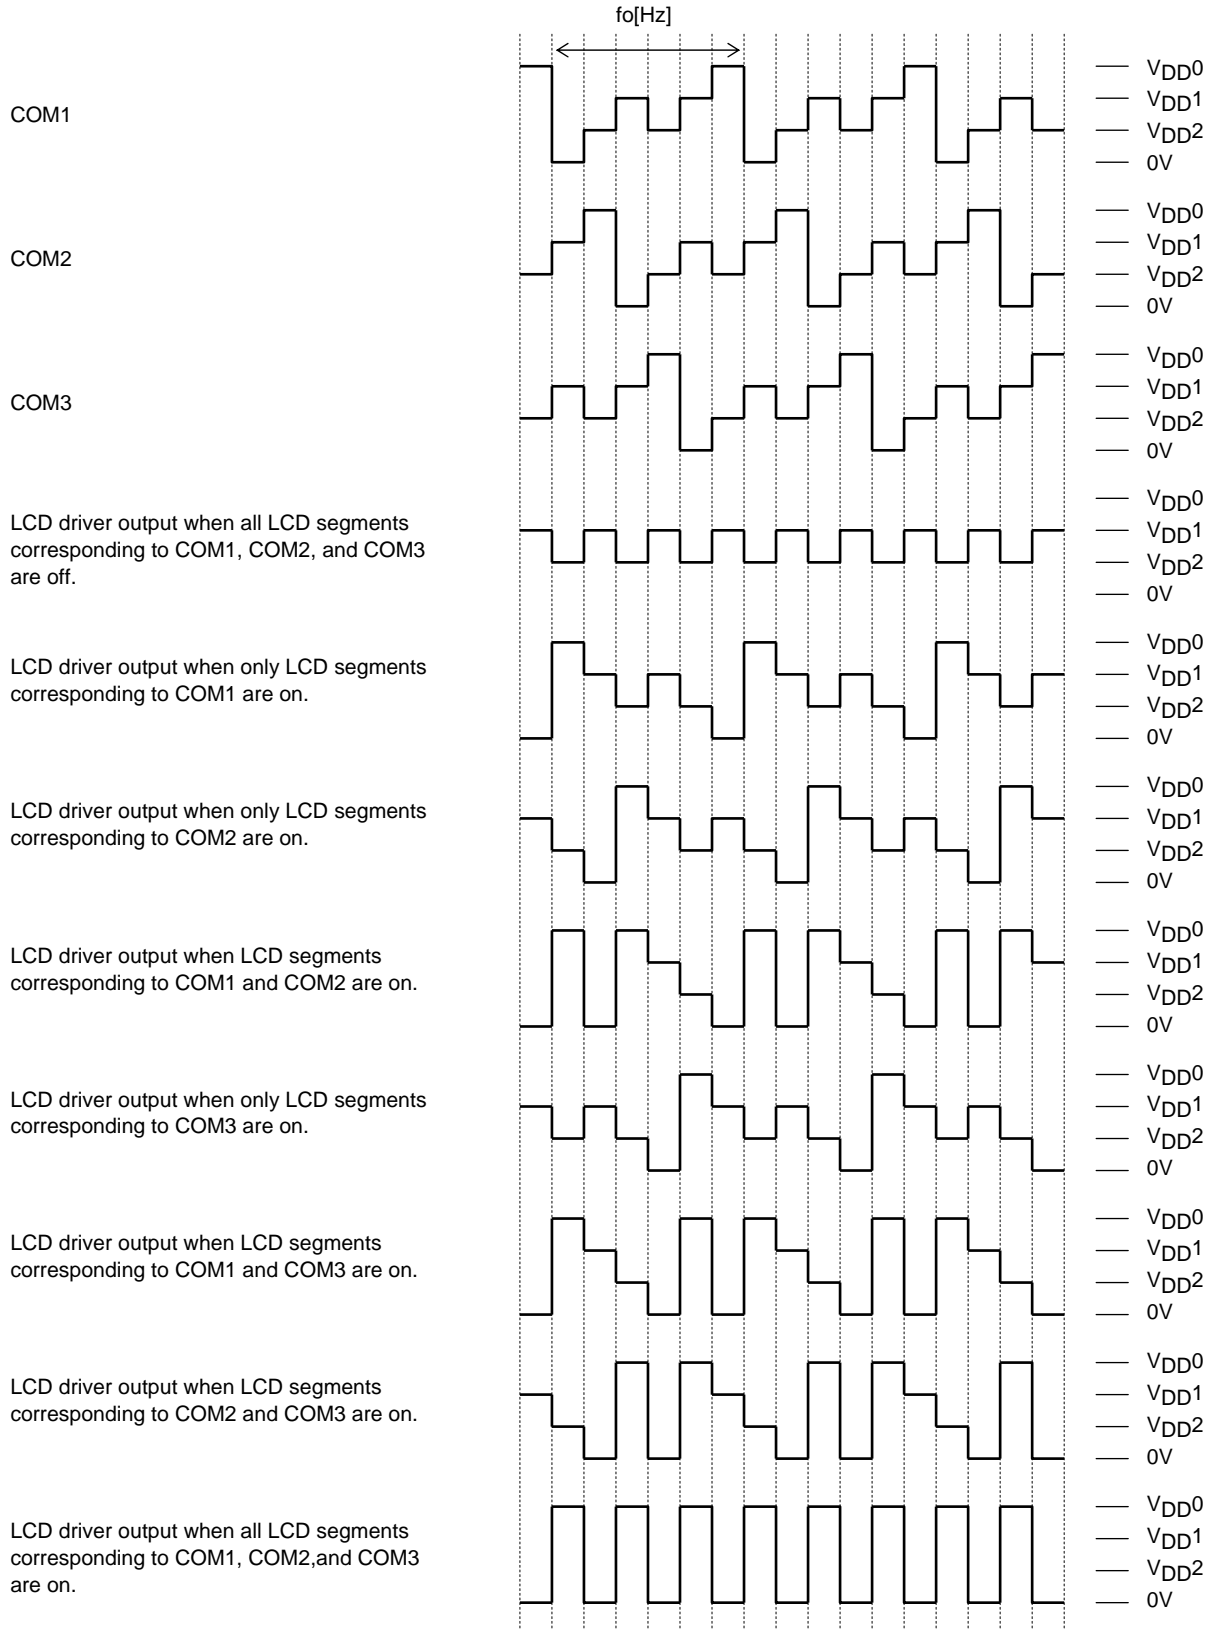 fo[Hz]
COM1
VDD0
VDD1
VDD2
0V
COM2
VDD0
VDD1
VDD2
0V
COM3
VDD0
VDD1
VDD2
0V
LCD driver output when all LCD segments
corresponding to COM1, COM2, and COM3
are off.
VDD0
VDD1
VDD2
0V
LCD driver output when only LCD segments
corresponding to COM1 are on.
VDD0
VDD1
VDD2
0V
LCD driver output when only LCD segments
corresponding to COM2 are on.
VDD0
VDD1
VDD2
0V
LCD driver output when LCD segments
corresponding to COM1 and COM2 are on.
VDD0
VDD1
VDD2
0V
LCD driver output when only LCD segments
corresponding to COM3 are on.
VDD0
VDD1
VDD2
0V
LCD driver output when LCD segments
corresponding to COM1 and COM3 are on.
VDD0
VDD1
VDD2
0V
LCD driver output when LCD segments
corresponding to COM2 and COM3 are on.
VDD0
VDD1
VDD2
0V
LCD driver output when all LCD segments
corresponding to COM1, COM2,and COM3
are on.
VDD0
VDD1
VDD2
0V